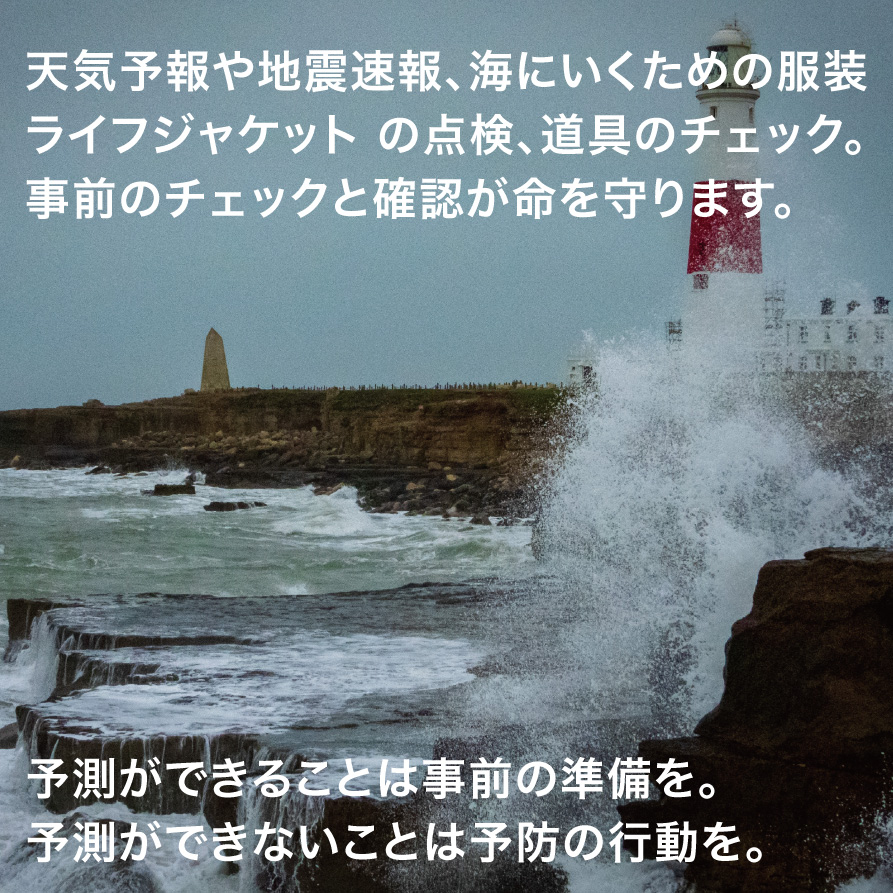 天気予報や地震速報、海にいくための服装
ライフジャケット の点検、道具のチェック。
事前のチェックと確認が命を守ります。
予測ができることは事前の準備を。
予測ができないことは予防の行動を。